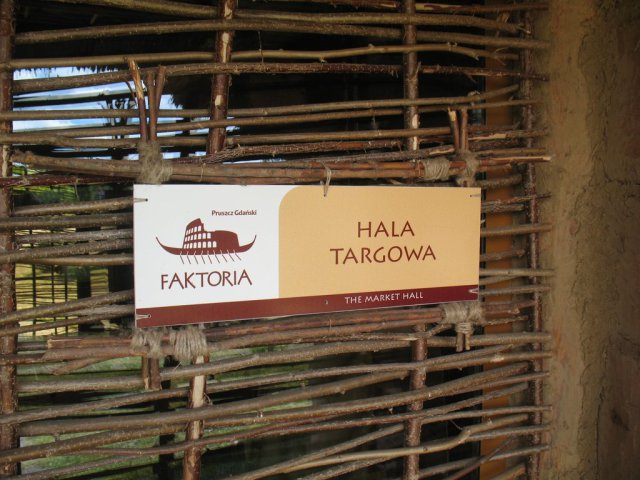 Pruszcz Gdański
FAKTORIA
HALA
TARGOWA
THE MARKET HALL